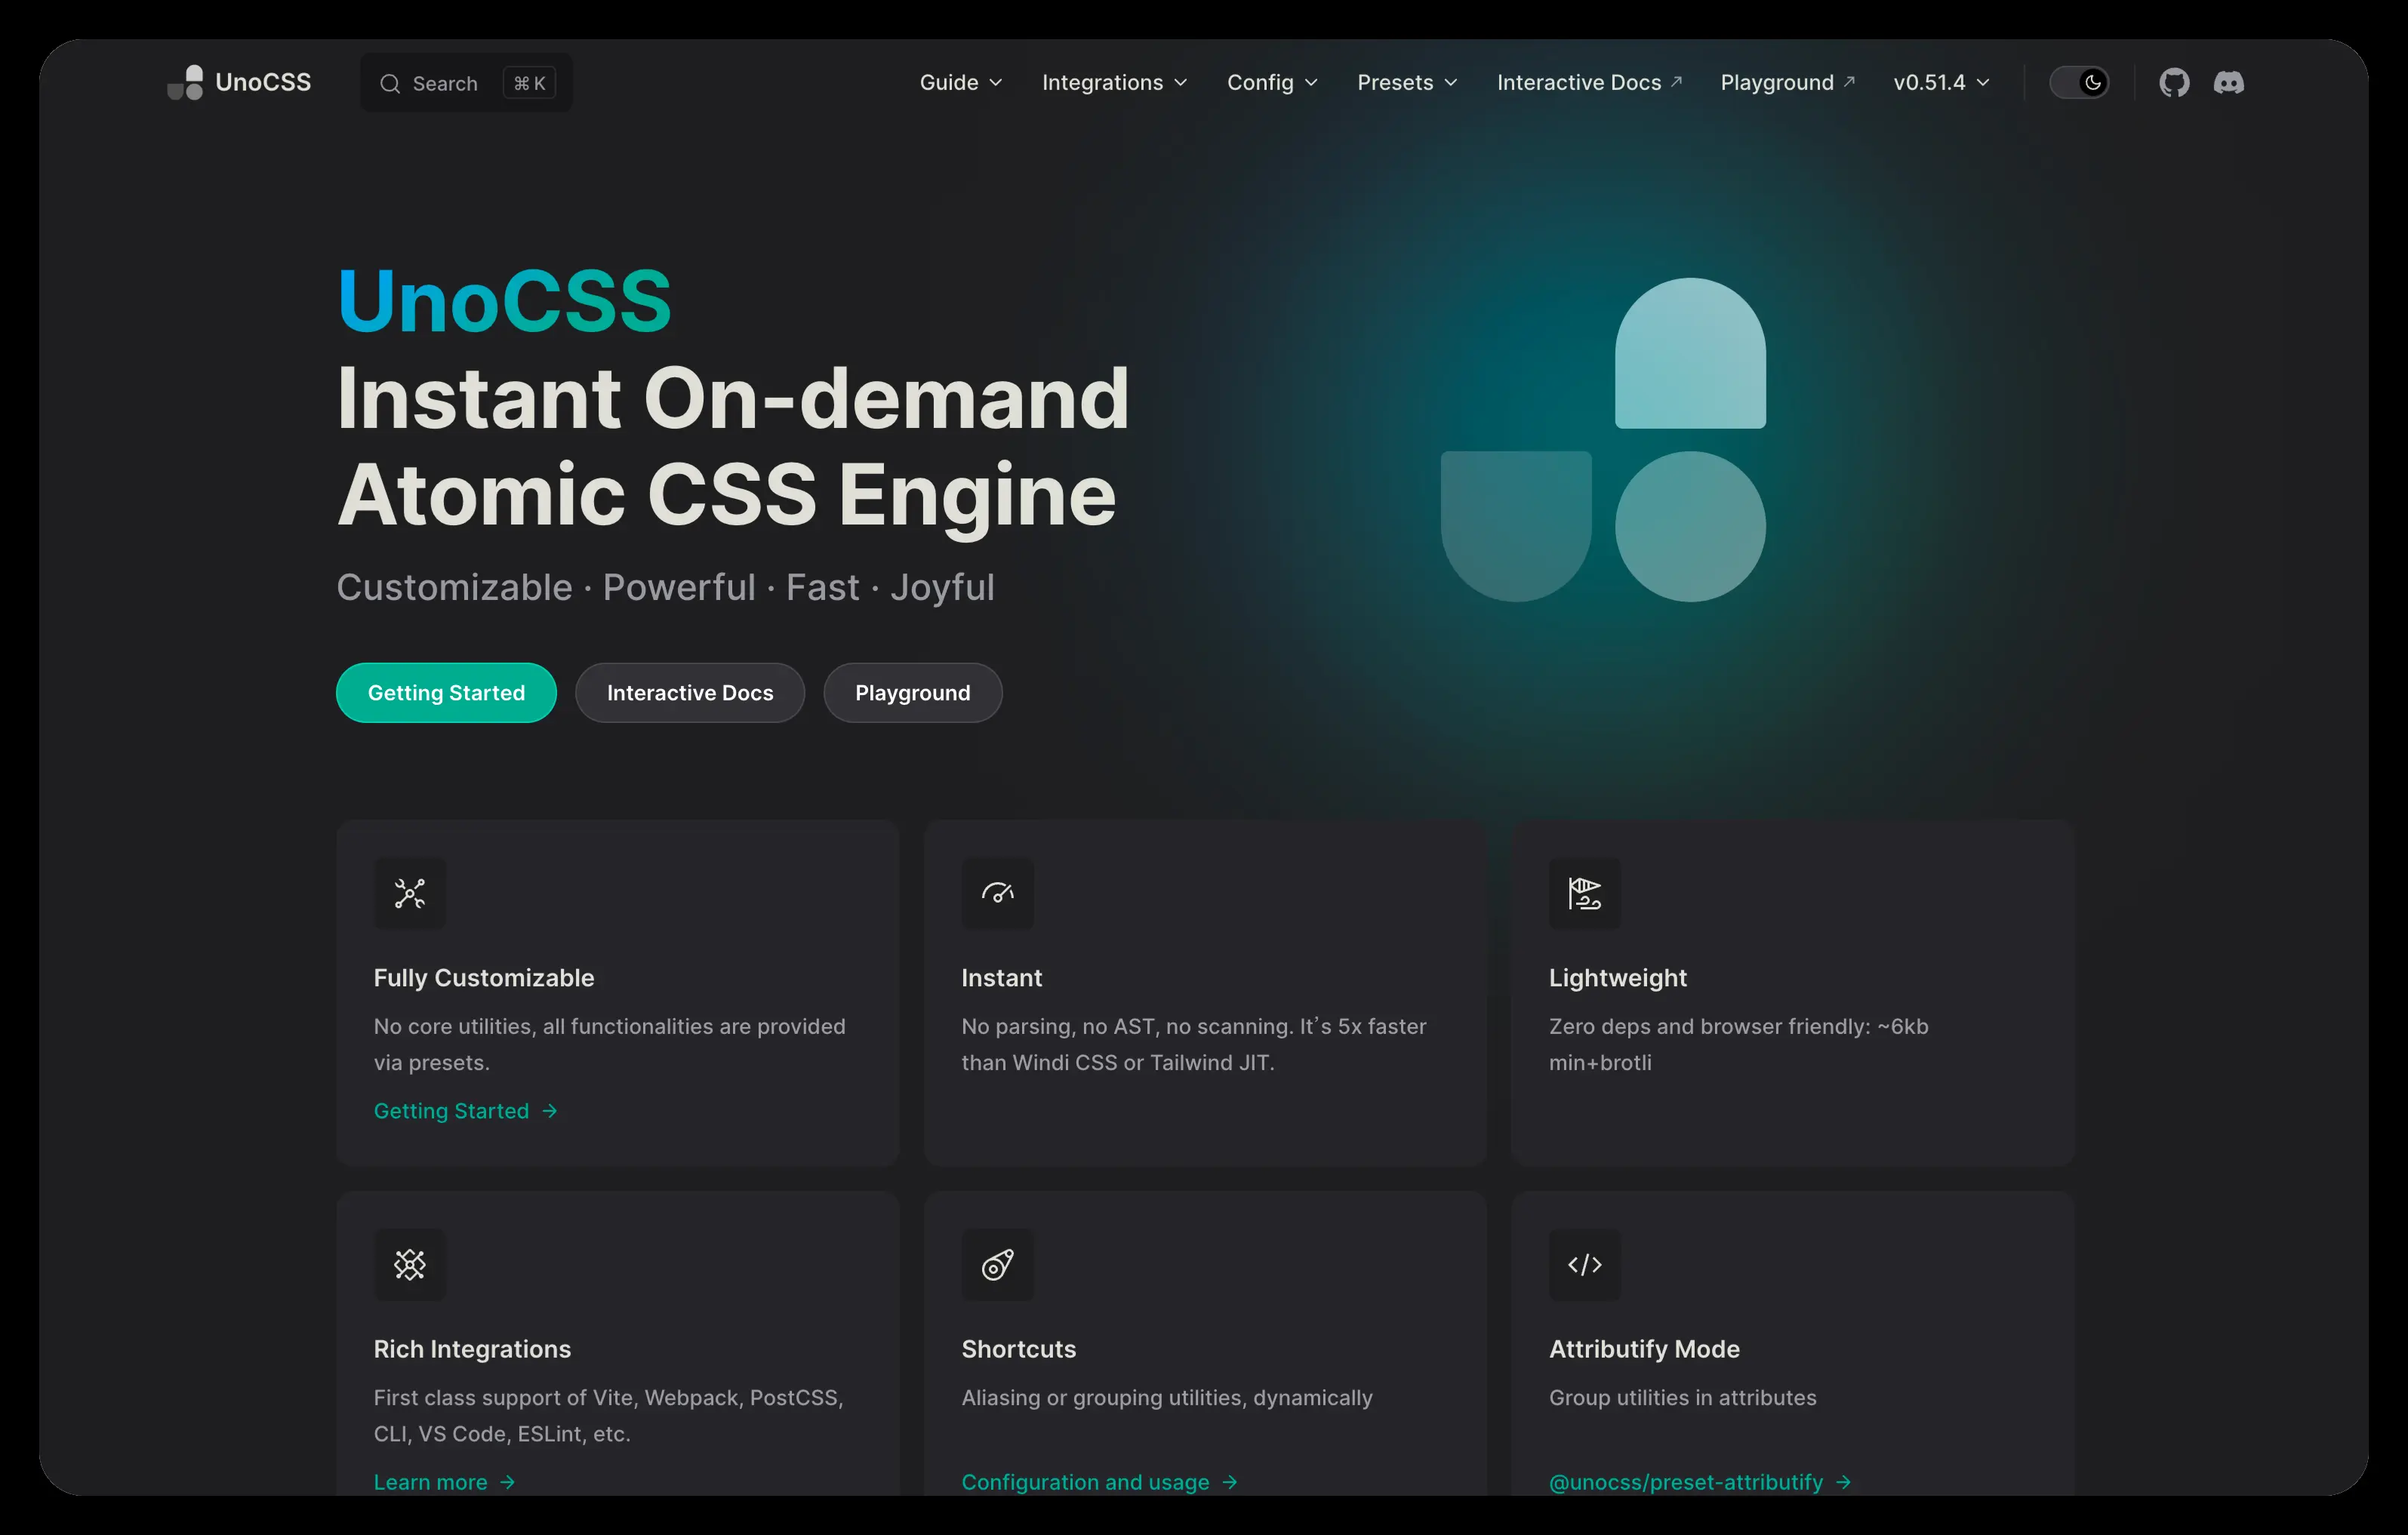 UnoCSS
Search ⌘ K
Guide Integrations Config Presets Interactive Docs Playground v0.51.4
UnoCSS
Instant On-demand
Atomic CSS Engine
Customizable · Powerful · Fast · Joyful
Getting Started Interactive Docs Playground
Fully Customizable
No core utilities, all functionalities are provided
via presets.
Getting Started →
Instant
No parsing, no AST, no scanning. It’s 5x faster
than Windi CSS or Tailwind JIT.
Lightweight
Zero deps and browser friendly: ~6kb
min+brotli
Rich Integrations
First class support of Vite, Webpack, PostCSS,
CLI, VS Code, ESLint, etc.
Learn more →
Shortcuts
Aliasing or grouping utilities, dynamically
Configuration and usage →
Attributify Mode
Group utilities in attributes
@unocss/preset-attributify →